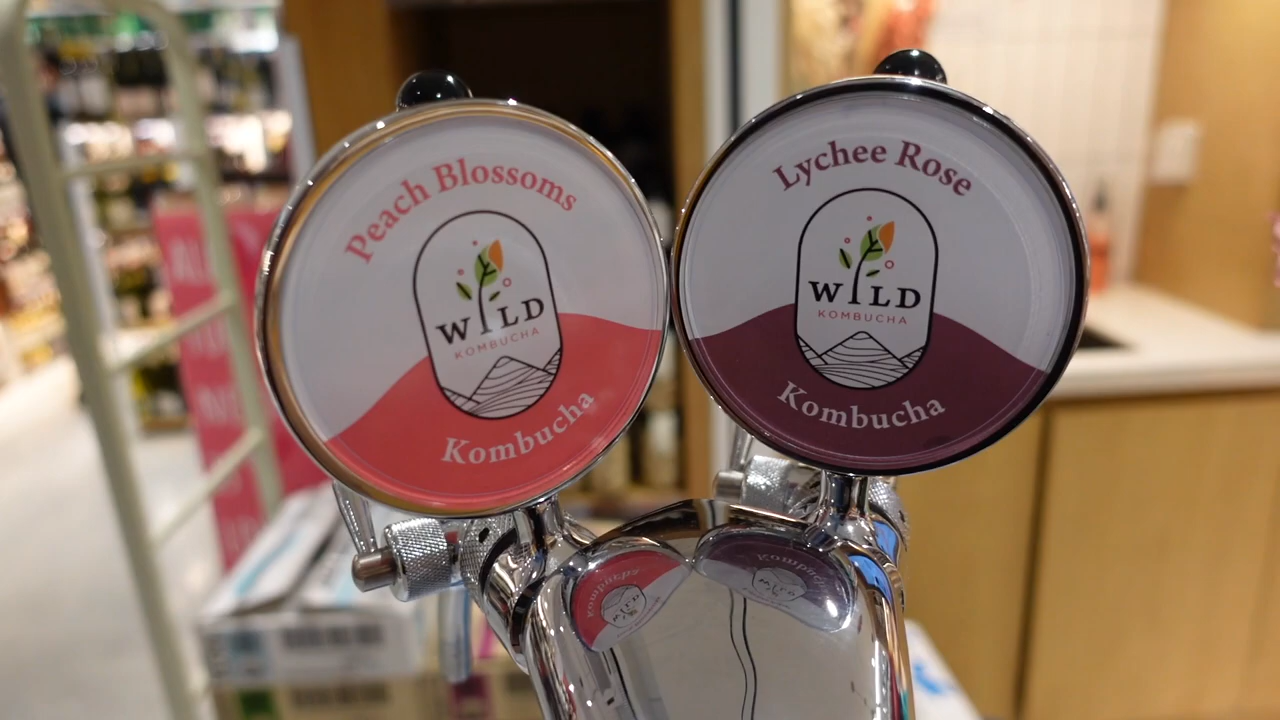 Peach Blossoms
WILD
KOMBUCHA
Kombucha
Lychee Rose
WILD
KOMBUCHA
Kombucha